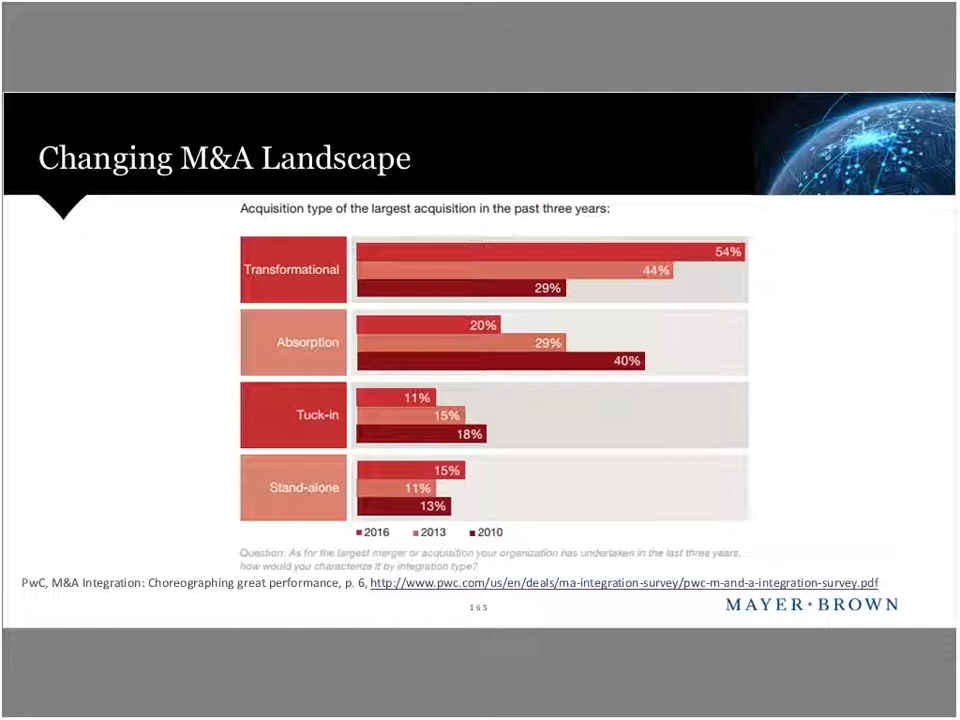 Changing M&A Landscape
Acquisition type of the largest acquisition in the past three years:
Transformational
54%
44%
29%
Absorption
20%
29%
40%
Tuck-in
11%
15%
18%
Stand-alone
15%
11%
13%
2016 2013 2010
Question: As for the largest merger or acquisition your organization has undertaken in the last three years,
how would you characterize it by integration type?
PwC, M&A Integration: Choreographing great performance, p. 6, http://www.pwc.com/us/en/deals/ma-integration-survey/pwc-m-and-a-integration-survey.pdf
165
MAYER•BROWN